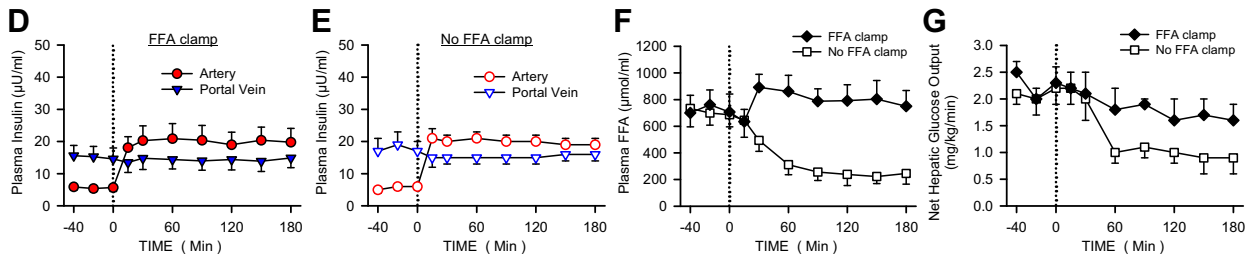 D
FFA clamp
Plasma Insulin (μU/ml)
50
40
30
20
10
0
Artery
Portal Vein
-40 0 60 120 180
TIME ( Min )
E
No FFA clamp
Plasma Insulin (μU/ml)
50
40
30
20
10
0
Artery
Portal Vein
-40 0 60 120 180
TIME ( Min )
F
Plasma FFA
(μmol/ml)
1200
1000
800
600
400
200
0
FFA clamp
No FFA clamp
-40 0 60 120 180
TIME ( Min )
G
Net Hepatic Glucose Output
(mg/kg/min)
3.0
2.5
2.0
1.5
1.0
0.5
0.0
FFA clamp
No FFA clamp
-40 0 60 120 180
TIME ( Min )